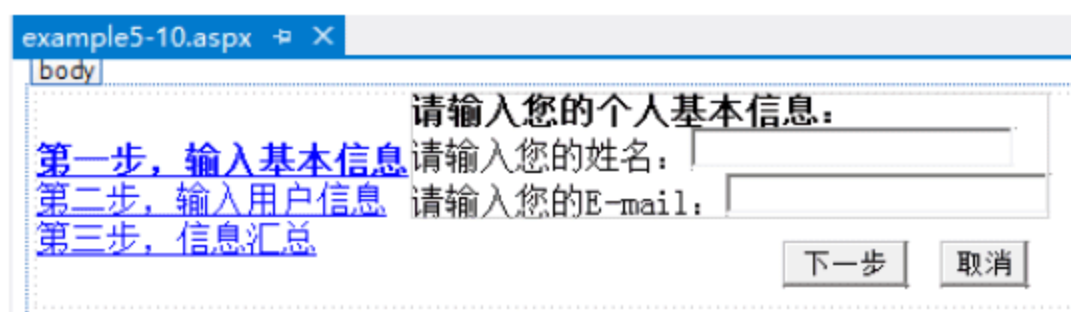 example5-10.aspx
body
请输入您的个人基本信息：
第一步，输入基本信息
请输入您的姓名：
第二步，输入用户信息
请输入您的E-mail：
第三步，信息汇总
下一步 取消